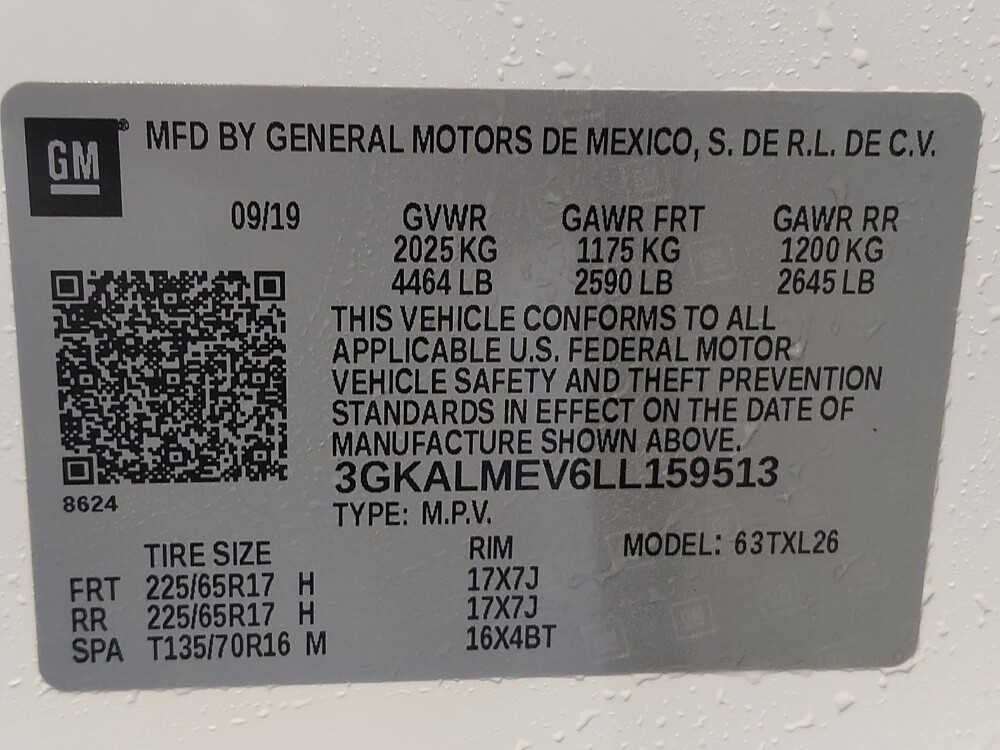 GM® MFD BY GENERAL MOTORS DE MEXICO, S. DE R.L. DE C.V.
09/19 GVWR GAWR FRT GAWR RR
2025 KG 1175 KG 1200 KG
4464 LB 2590 LB 2645 LB
THIS VEHICLE CONFORMS TO ALL
APPLICABLE U.S. FEDERAL MOTOR
VEHICLE SAFETY AND THEFT PREVENTION
STANDARDS IN EFFECT ON THE DATE OF
MANUFACTURE SHOWN ABOVE.
3GKALMEV6LL159513
8624
TYPE: M.P.V.
TIRE SIZE RIM MODEL: 63TXL26
FRT 225/65R17 H 17X7J
RR 225/65R17 H 17X7J
SPA T135/70R16 M 16X4BT